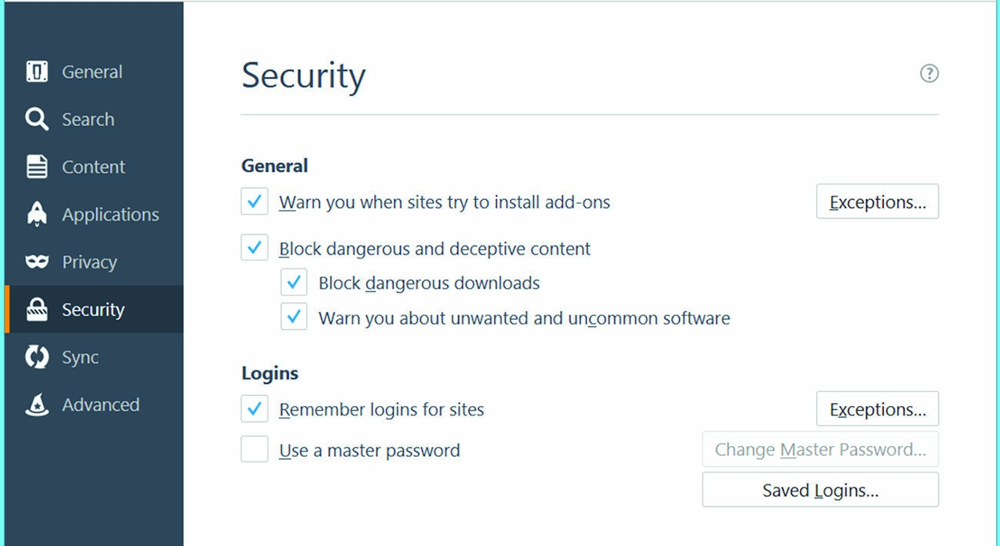 General
Search
Content
Applications
Privacy
Security
Sync
Advanced
Security
?
General
Warn you when sites try to install add-ons
Exceptions...
Block dangerous and deceptive content
Block dangerous downloads
Warn you about unwanted and uncommon software
Logins
Remember logins for sites
Exceptions...
Use a master password
Change Master Password...
Saved Logins...